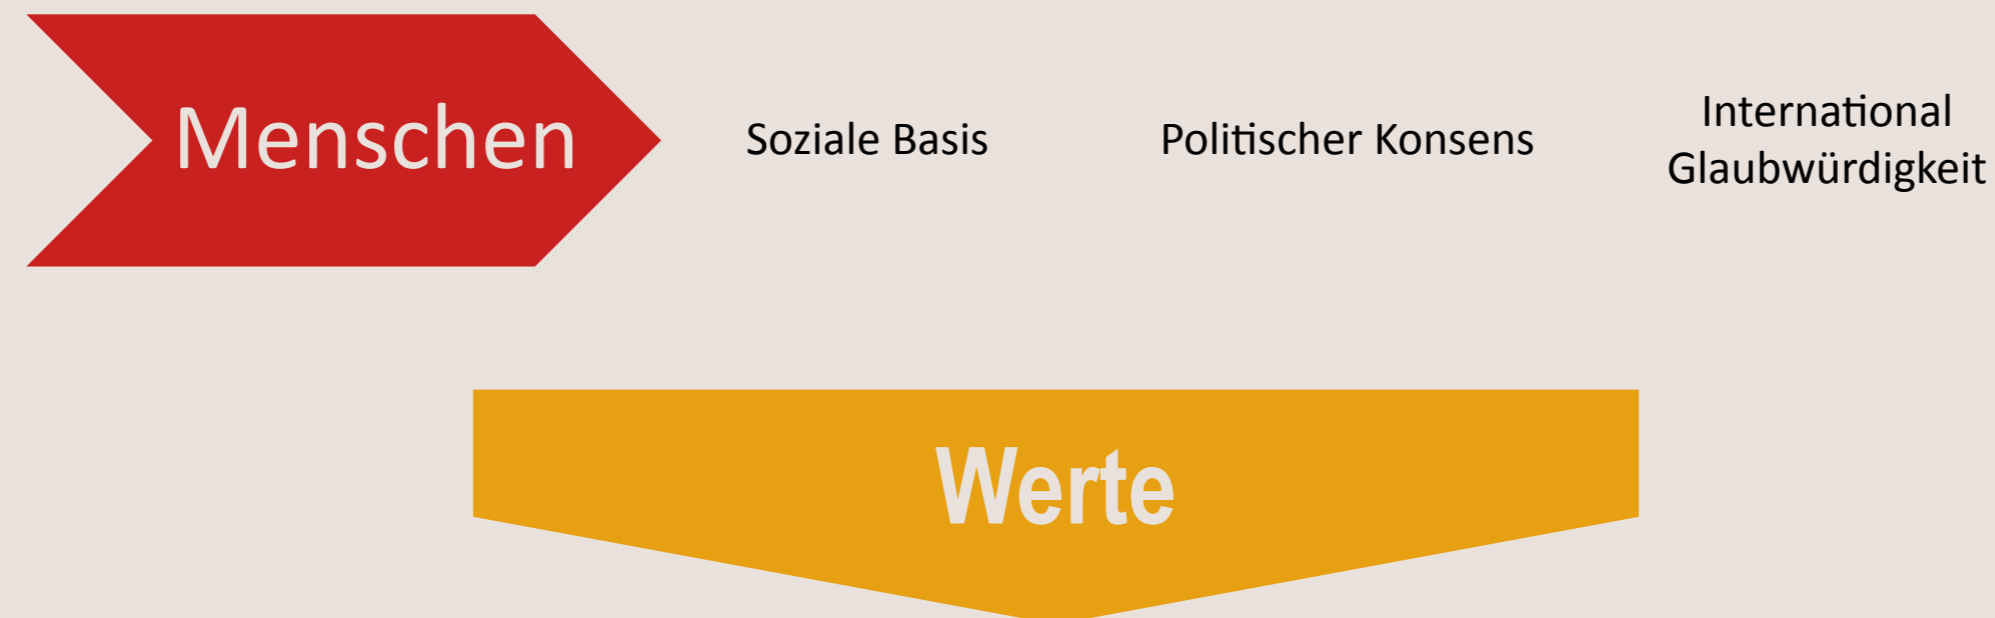 Menschen
Soziale Basis
Politischer Konsens
International
Glaubwürdigkeit
Werte